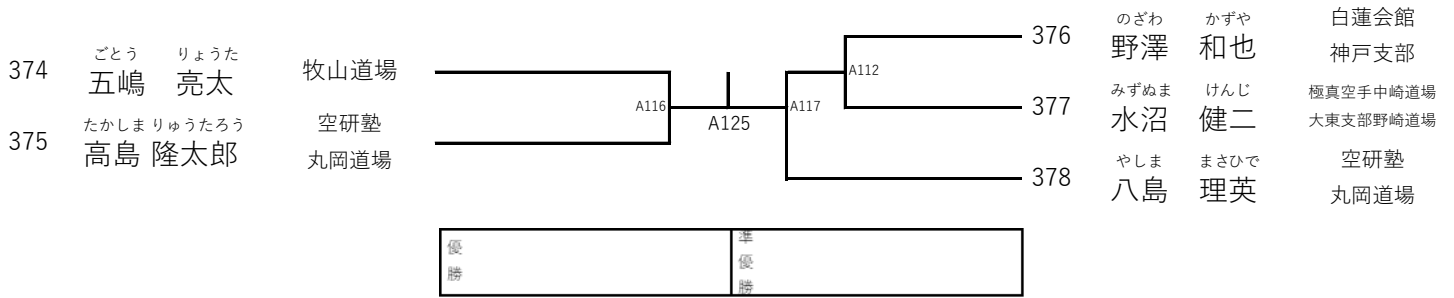 374
ごとう りょうた
五嶋 亮太
牧山道場
375
たかしま りゅうたろう
高島 隆太郎
空研塾
丸岡道場
A116
A125
A117
A112
376
のざわ かずや
野澤 和也
白蓮会館
神戸支部
377
みずぬま けんじ
水沼 健二
極真空手中崎道場
大東支部野崎道場
378
やしま まさひで
八島 理英
空研塾
丸岡道場
優
勝
準
優
勝